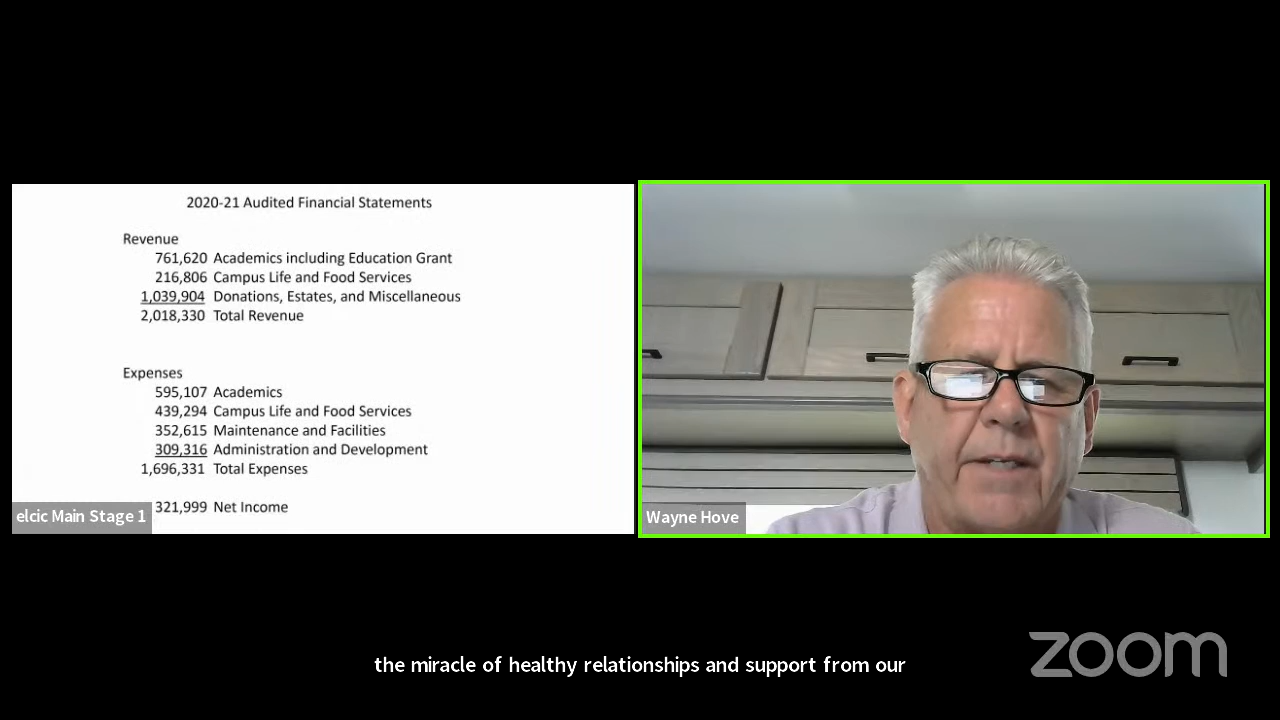 2020-21 Audited Financial Statements
Revenue
761,620 Academics including Education Grant
216,806 Campus Life and Food Services
1,039,904 Donations, Estates, and Miscellaneous
2,018,330 Total Revenue
Expenses
595,107 Academics
439,294 Campus Life and Food Services
352,615 Maintenance and Facilities
309,316 Administration and Development
1,696,331 Total Expenses
321,999 Net Income
elcic Main Stage 1
Wayne Hove
the miracle of healthy relationships and support from our
zoom